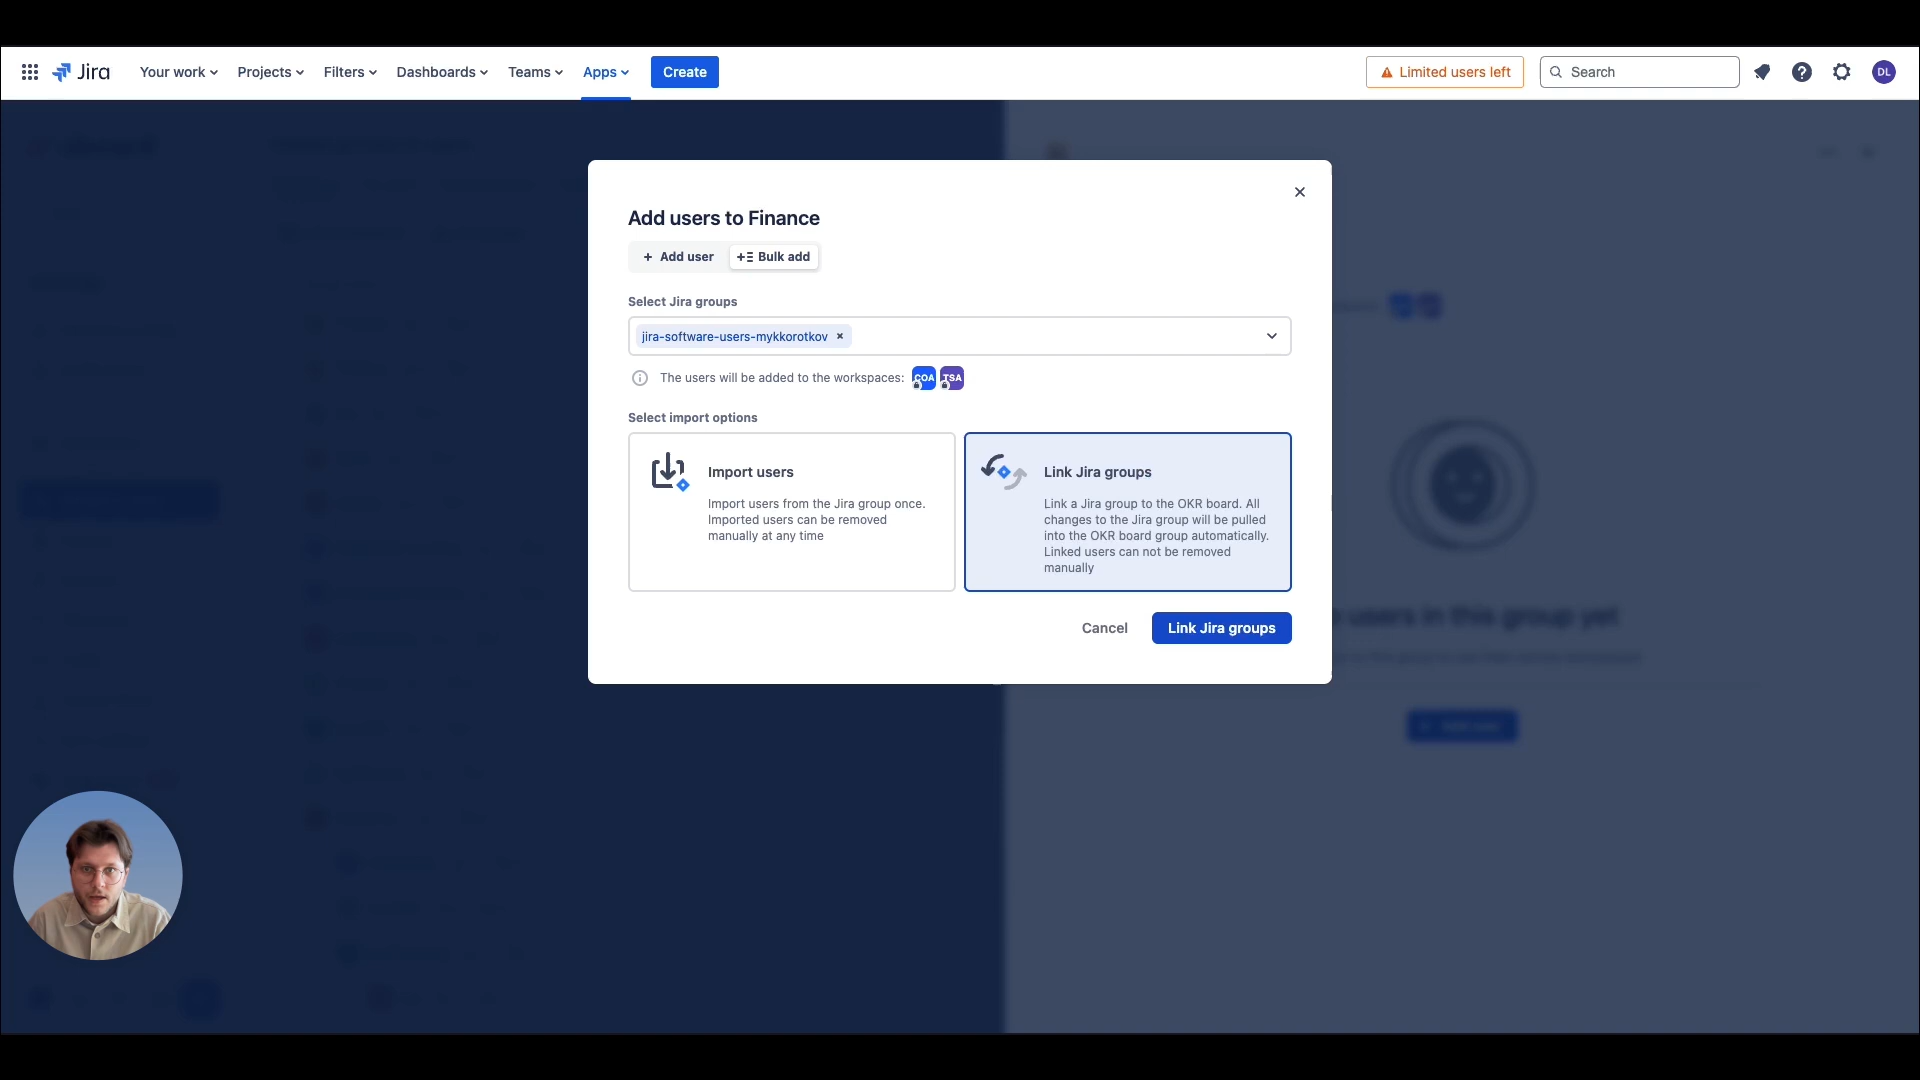 Jira
Your work
Projects
Filters
Dashboards
Teams
Apps
Create
Limited users left
Search
DL
Add users to Finance
+ Add user
Bulk add
Select Jira groups
jira-software-users-mykkorotkov
The users will be added to the workspaces: COA TSA
Select import options
Import users
Import users from the Jira group once.
Imported users can be removed
manually at any time
Link Jira groups
Link a Jira group to the OKR board. All
changes to the Jira group will be pulled
into the OKR board group automatically.
Linked users can not be removed
manually
Cancel
Link Jira groups
users in this group yet